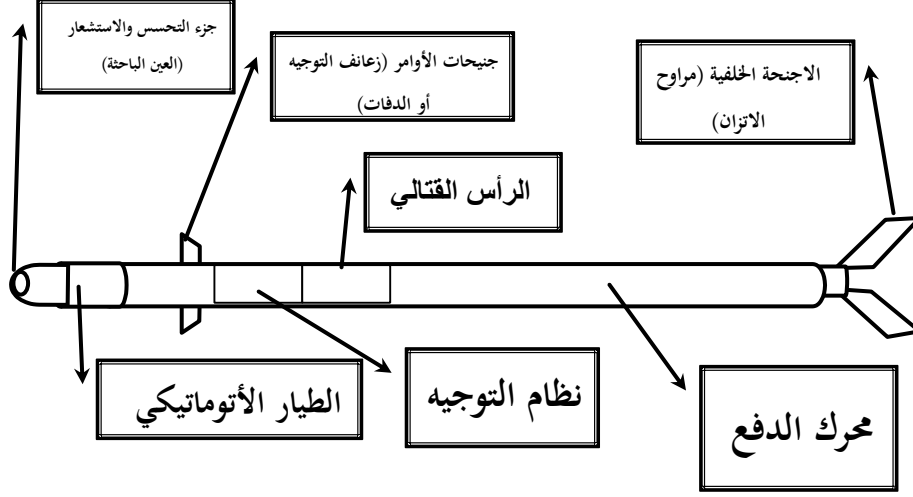 جزء التحسس والاستشعار
(العين الباحثة)
جنيحات الأوامر (زعانف التوجيه
أو الدفات)
الاجنحة الخلفية (مراوح
الاتزان)
الرأس القتالي
الطيار الأتوماتيكي
نظام التوجيه
محرك الدفع